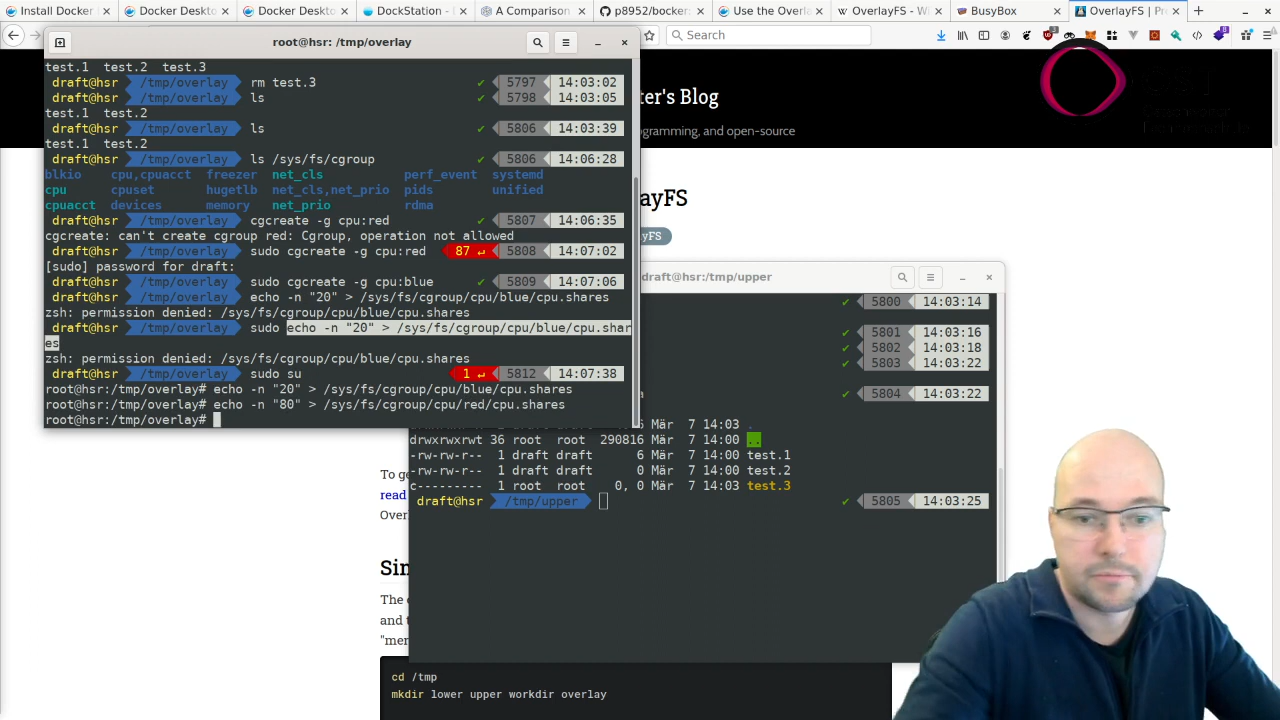 Install Docker
Docker Deskto
Docker Deskto
DockStation -
A Comparison
p8952/bocker:
Use the Overla
OverlayFS - Wi
BusyBox
OverlayFS | Pr
Search
root@hsr: /tmp/overlay
test.1 test.2 test.3
draft@hsr /tmp/overlay rm test.3 ✔ 5797 14:03:02
draft@hsr /tmp/overlay ls ✔ 5798 14:03:05
test.1 test.2
draft@hsr /tmp/overlay ls ✔ 5806 14:03:39
test.1 test.2
draft@hsr /tmp/overlay ls /sys/fs/cgroup ✔ 5806 14:06:28
blkio cpu,cpuacct freezer net_cls perf_event systemd
cpu cpuset hugetlb net_cls,net_prio pids unified
cpuacct devices memory net_prio rdma
draft@hsr /tmp/overlay cgcreate -g cpu:red ✔ 5807 14:06:35
cgcreate: can't create cgroup red: Cgroup, operation not allowed
draft@hsr /tmp/overlay sudo cgcreate -g cpu:red 87 ↵ 5808 14:07:02
[sudo] password for draft:
draft@hsr /tmp/overlay sudo cgcreate -g cpu:blue ✔ 5809 14:07:06
draft@hsr /tmp/overlay echo -n "20" > /sys/fs/cgroup/cpu/blue/cpu.shares
zsh: permission denied: /sys/fs/cgroup/cpu/blue/cpu.shares
draft@hsr /tmp/overlay sudo echo -n "20" > /sys/fs/cgroup/cpu/blue/cpu.shar
es
zsh: permission denied: /sys/fs/cgroup/cpu/blue/cpu.shares
draft@hsr /tmp/overlay sudo su 1 ↵ 5812 14:07:38
root@hsr:/tmp/overlay# echo -n "20" > /sys/fs/cgroup/cpu/blue/cpu.shares
root@hsr:/tmp/overlay# echo -n "80" > /sys/fs/cgroup/cpu/red/cpu.shares
root@hsr:/tmp/overlay#
ter's Blog
ogramming, and open-source
ayFS
ayFS
draft@hsr:/tmp/upper
✔ 5800 14:03:14
✔ 5801 14:03:16
✔ 5802 14:03:18
✔ 5803 14:03:22
✔ 5804 14:03:22
6 Mär 7 14:03 .
drwxrwxrwt 36 root root 290816 Mär 7 14:00 ..
-rw-rw-r-- 1 draft draft 6 Mär 7 14:00 test.1
-rw-rw-r-- 1 draft draft 0 Mär 7 14:00 test.2
c--------- 1 root root 0, 0 Mär 7 14:03 test.3
draft@hsr /tmp/upper ✔ 5805 14:03:25
To ge
read
Over
Sin
The o
and t
"mer
cd /tmp
mkdir lower upper workdir overlay